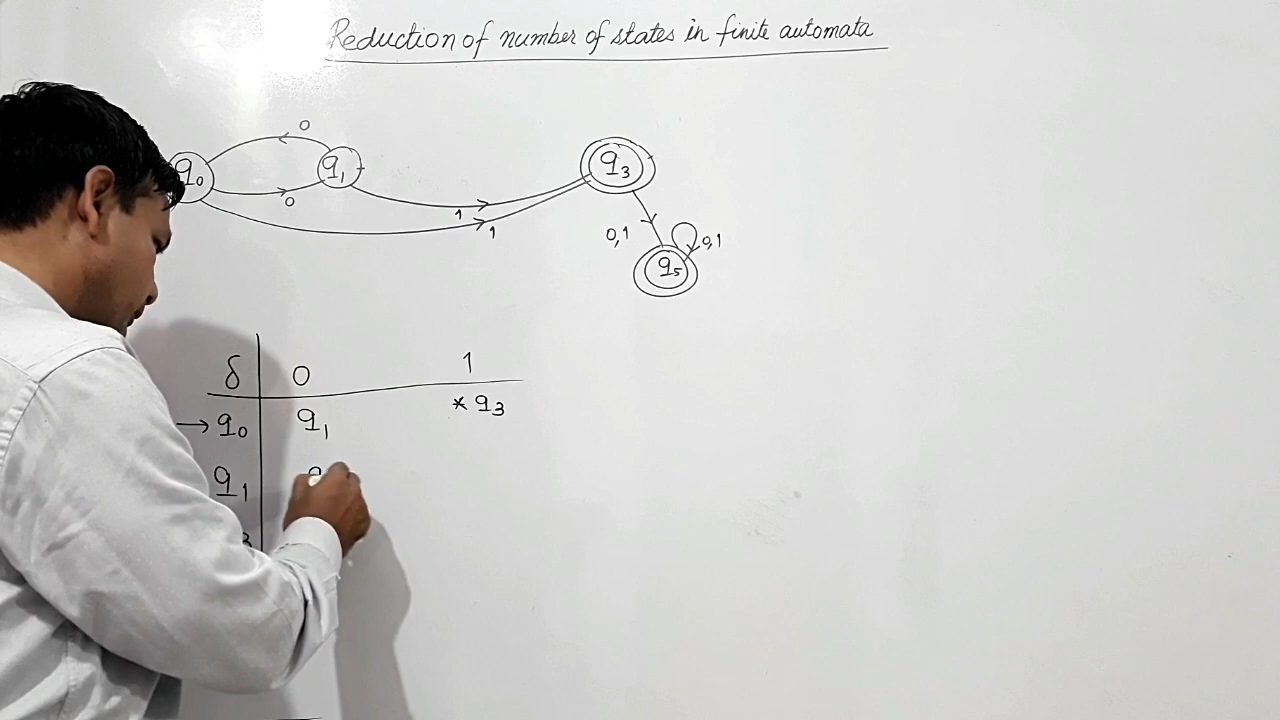 Reduction of number of states in finite automata
0
q0 q1 q3
0
1
1
0,1 0,1
q5
δ 0 1
→ q0 q1 * q3
q1 q
3